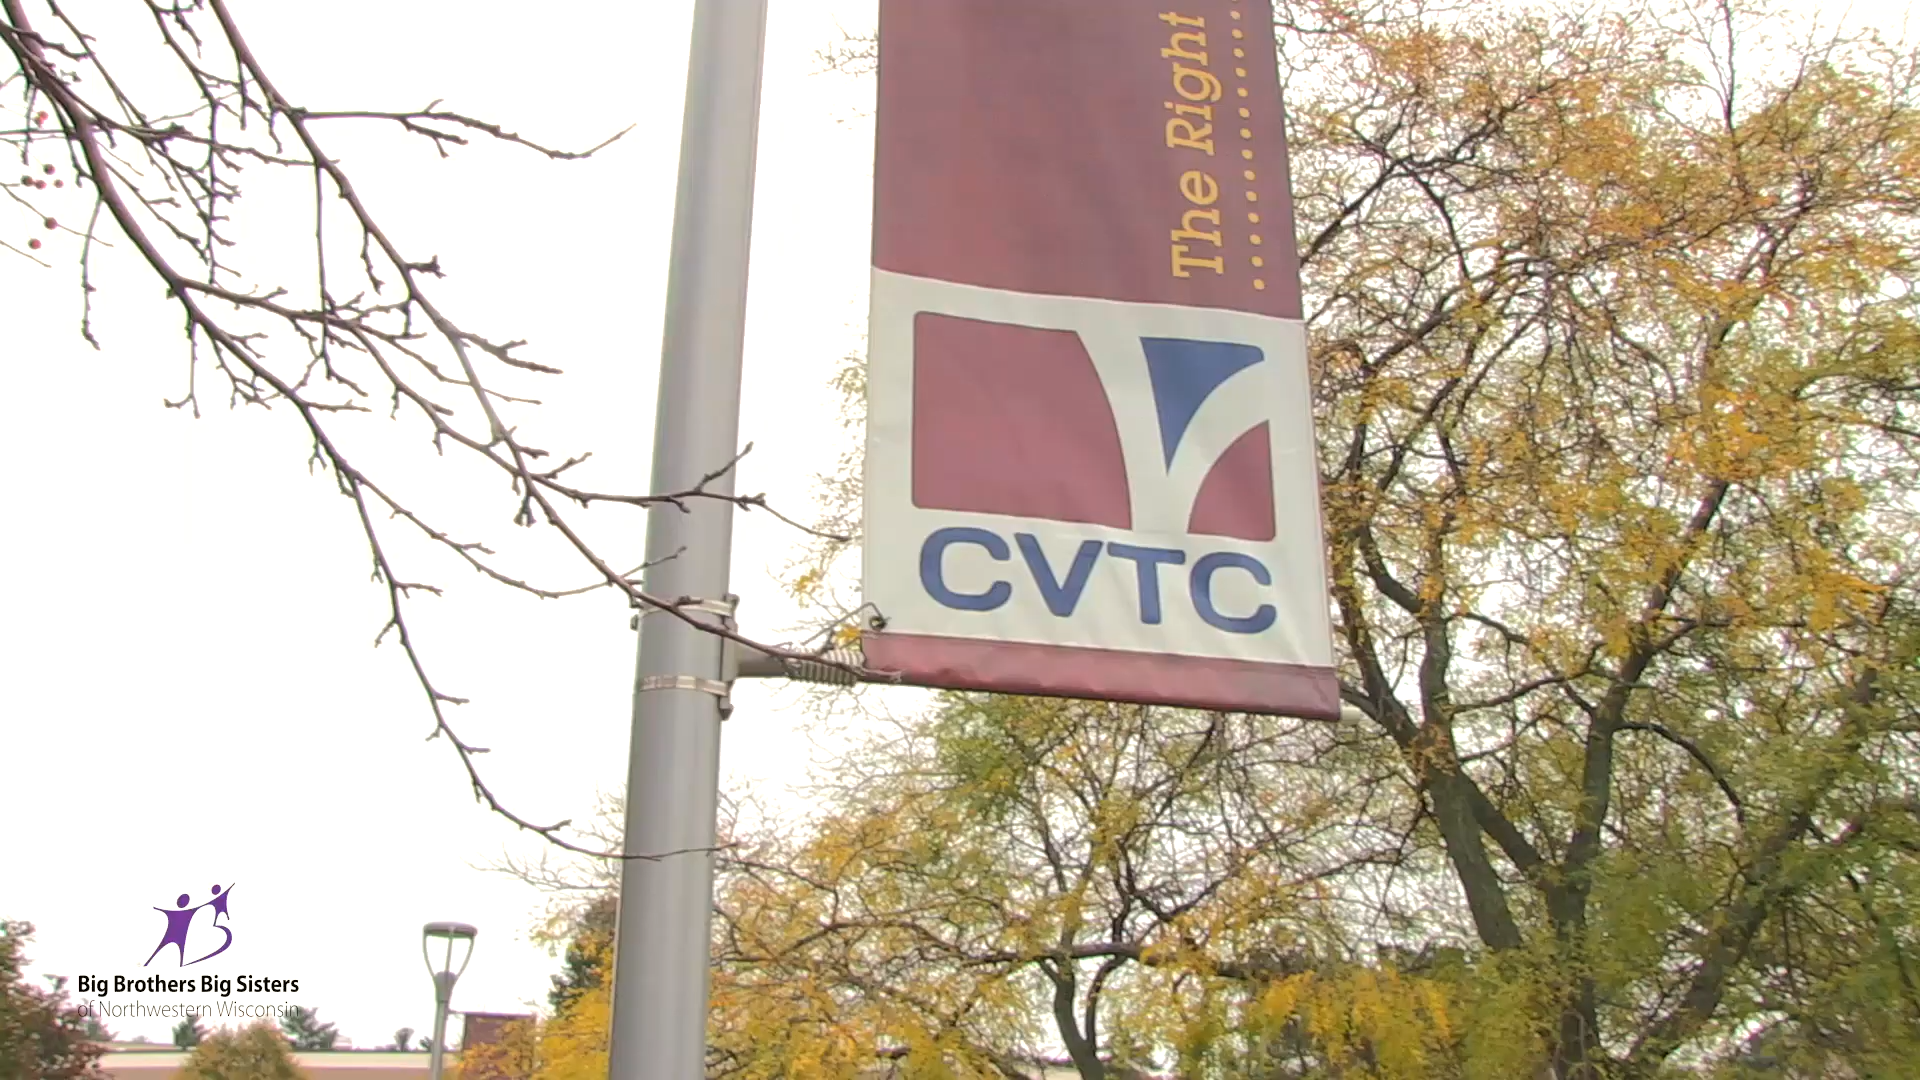 The Right
CVTC
Big Brothers Big Sisters
of Northwestern Wisconsin